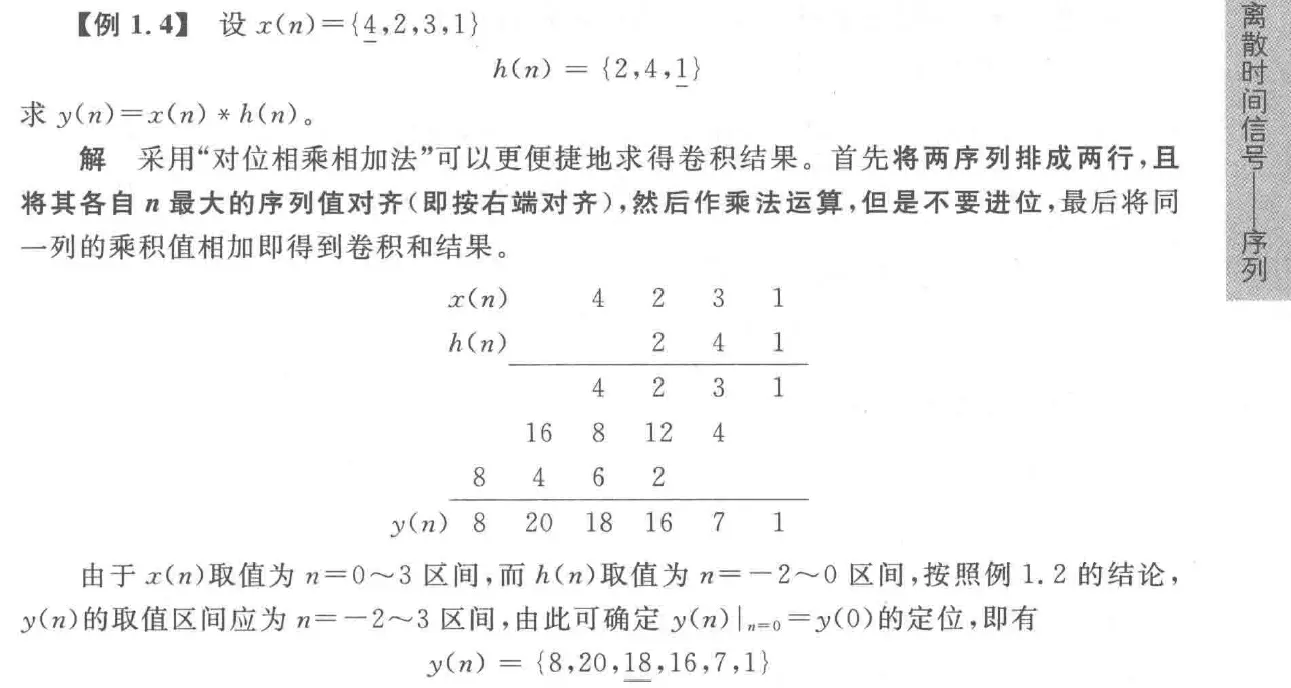 【例 1.4】 设 x(n)={4,2,3,1}
h(n) = {2,4,1}
求 y(n)=x(n) * h(n)。
解 采用“对位相乘相加法”可以更便捷地求得卷积结果。首先将两序列排成两行,且
将其各自 n 最大的序列值对齐(即按右端对齐),然后作乘法运算,但是不要进位,最后将同
一列的乘积值相加即得到卷积和结果。
x(n) 4 2 3 1
h(n) 2 4 1
4 2 3 1
16 8 12 4
8 4 6 2
y(n) 8 20 18 16 7 1
由于 x(n)取值为 n=0～3 区间,而 h(n)取值为 n=-2～0 区间,按照例 1.2 的结论,
y(n)的取值区间应为 n=-2～3 区间,由此可确定 y(n)|n=0=y(0)的定位,即有
y(n) = {8,20,18,16,7,1}
离散时间信号——序列